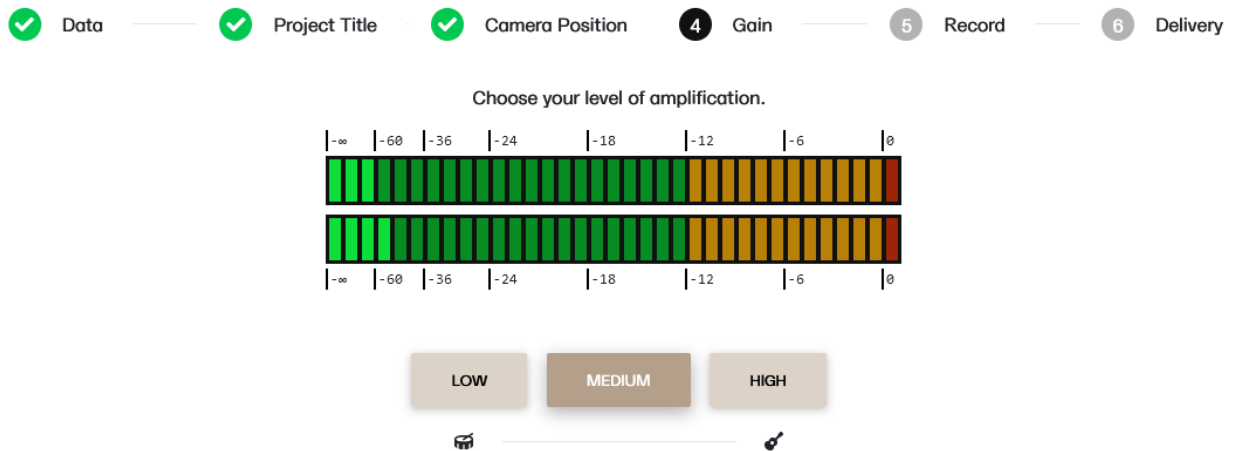 Data Project Title Camera Position 4 Gain 5 Record 6 Delivery
Choose your level of amplification.
-∞ -60 -36 -24 -18 -12 -6 0
-∞ -60 -36 -24 -18 -12 -6 0
LOW MEDIUM HIGH